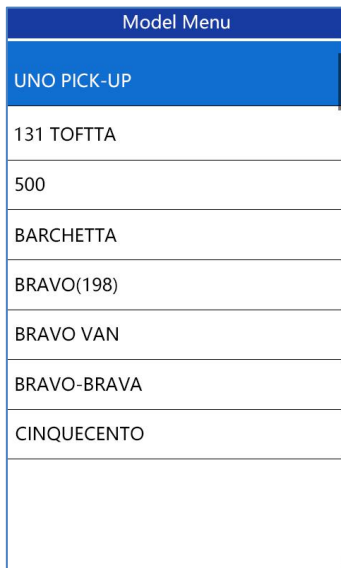 Model Menu
UNO PICK-UP
131 TOFTTA
500
BARCHETTA
BRAVO(198)
BRAVO VAN
BRAVO-BRAVA
CINQUECENTO